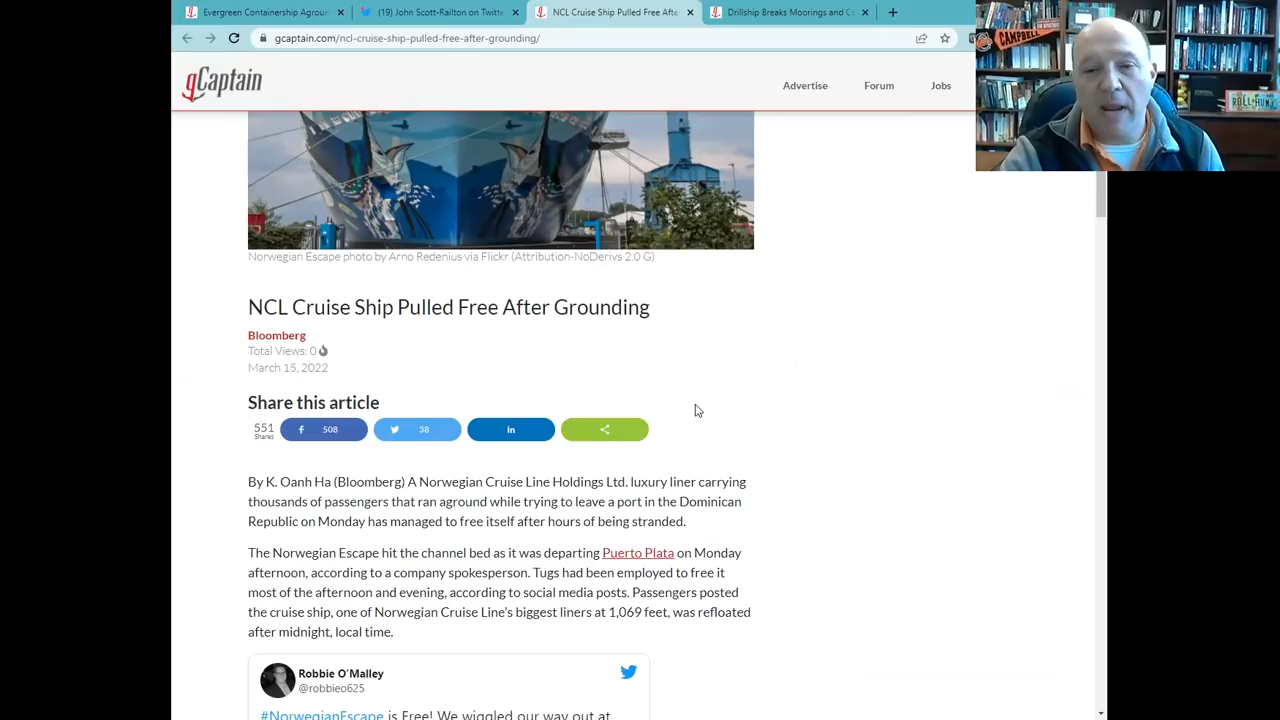 Evergreen Containership Agroun
(19) John Scott-Railton on Twitte
NCL Cruise Ship Pulled Free Afte
Drillship Breaks Moorings and Co
gcaptain.com/ncl-cruise-ship-pulled-free-after-grounding/
gCaptain
Advertise
Forum
Jobs
CAMPBELL
Norwegian Escape photo by Arno Redenius via Flickr (Attribution-NoDerivs 2.0 G)
NCL Cruise Ship Pulled Free After Grounding
Bloomberg
Total Views: 0
March 15, 2022
Share this article
551
Shares
508
38
in
By K. Oanh Ha (Bloomberg) A Norwegian Cruise Line Holdings Ltd. luxury liner carrying
thousands of passengers that ran aground while trying to leave a port in the Dominican
Republic on Monday has managed to free itself after hours of being stranded.
The Norwegian Escape hit the channel bed as it was departing Puerto Plata on Monday
afternoon, according to a company spokesperson. Tugs had been employed to free it
most of the afternoon and evening, according to social media posts. Passengers posted
the cruise ship, one of Norwegian Cruise Line's biggest liners at 1,069 feet, was refloated
after midnight, local time.
Robbie O'Malley
@robbieo625
#NorwegianEscape is Free! We wiggled our way out at